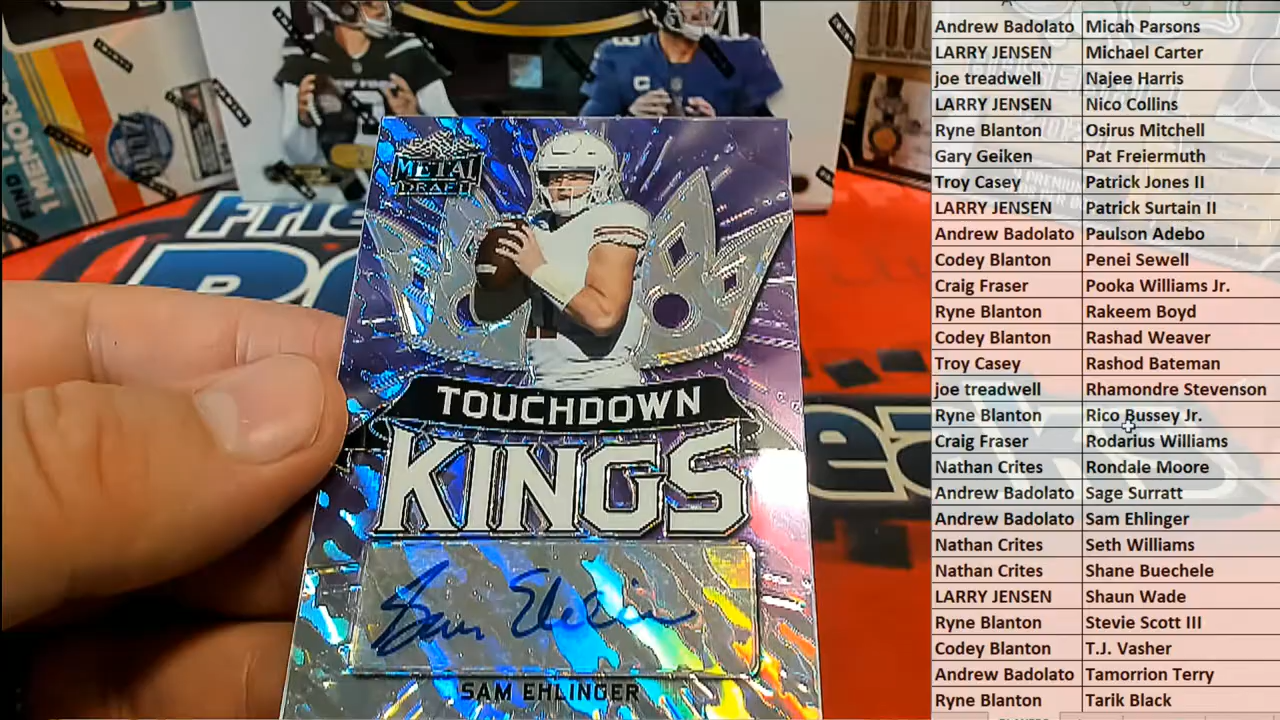 METAL
DRAFT
TOUCHDOWN
KINGS
Sam Ehlinger
SAM EHLINGER
Andrew Badolato Micah Parsons
LARRY JENSEN Michael Carter
joe treadwell Najee Harris
LARRY JENSEN Nico Collins
Ryne Blanton Osirus Mitchell
Gary Geiken Pat Freiermuth
Troy Casey Patrick Jones II
LARRY JENSEN Patrick Surtain II
Andrew Badolato Paulson Adebo
Codey Blanton Penei Sewell
Craig Fraser Pooka Williams Jr.
Ryne Blanton Rakeem Boyd
Codey Blanton Rashad Weaver
Troy Casey Rashod Bateman
joe treadwell Rhamondre Stevenson
Ryne Blanton Rico Bussey Jr.
Craig Fraser Rodarius Williams
Nathan Crites Rondale Moore
Andrew Badolato Sage Surratt
Andrew Badolato Sam Ehlinger
Nathan Crites Seth Williams
Nathan Crites Shane Buechele
LARRY JENSEN Shaun Wade
Ryne Blanton Stevie Scott III
Codey Blanton T.J. Vasher
Andrew Badolato Tamorrion Terry
Ryne Blanton Tarik Black